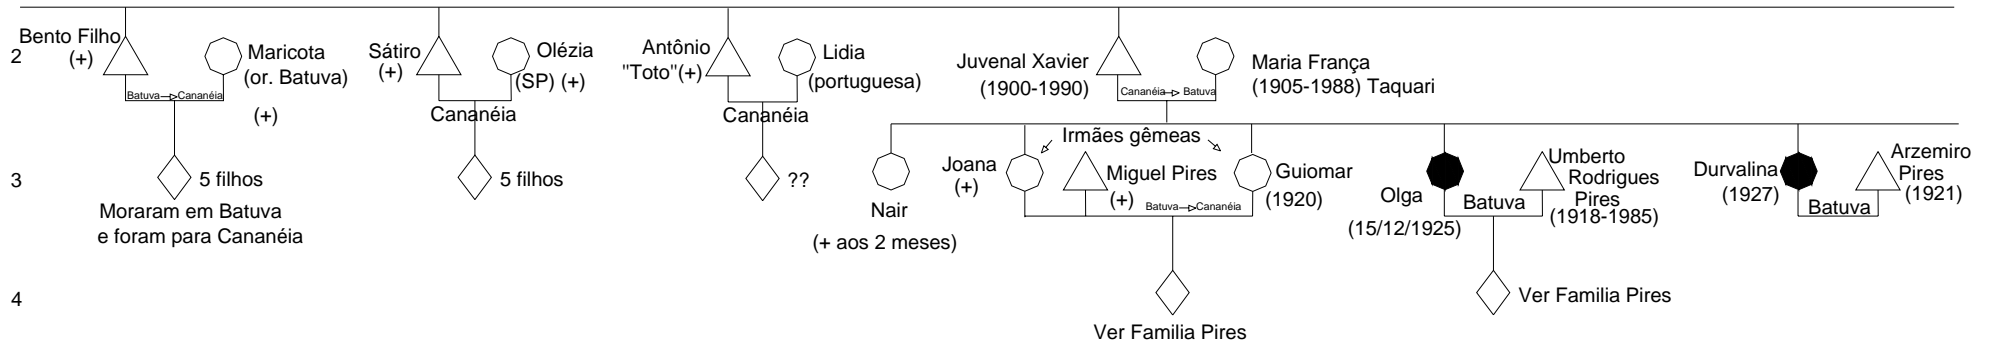 2
Bento Filho
(+)
Maricota
(or. Batuva)
(+)
Batuva
Cananéia
Sátiro
(+)
Olézia
(SP) (+)
Cananéia
Antônio
"Toto"(+)
Lidia
(portuguesa)
Cananéia
Juvenal Xavier
(1900-1990)
Maria França
(1905-1988) Taquari
Cananéia
Batuva
3
5 filhos
Moraram em Batuva
e foram para Cananéia
5 filhos
??
Nair
(+ aos 2 meses)
Irmães gêmeas
Joana
(+)
Miguel Pires
(+)
Batuva
Cananéia
Guiomar
(1920)
Olga
(15/12/1925)
Batuva
Umberto
Rodrigues
Pires
(1918-1985)
Durvalina
(1927)
Batuva
Arzemiro
Pires
(1921)
4
Ver Familia Pires
Ver Familia Pires